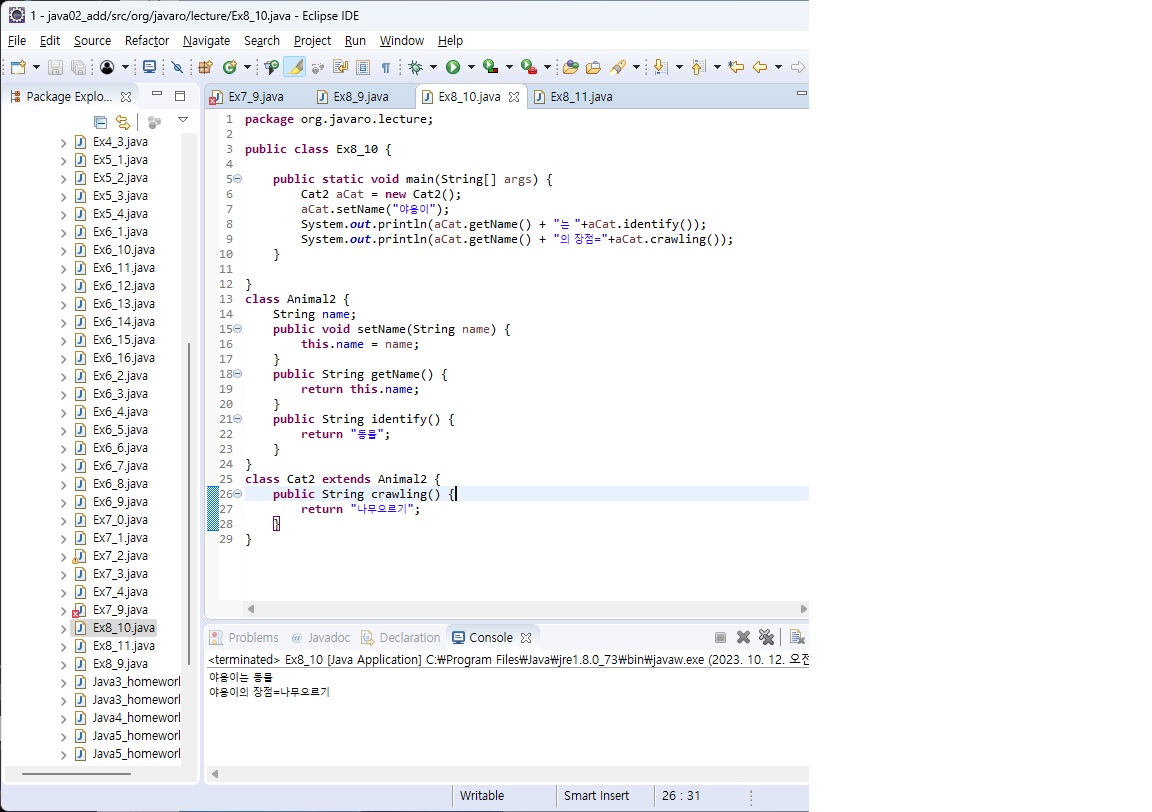 1 - java02_add/src/org/javaro/lecture/Ex8_10.java - Eclipse IDE
File Edit Source Refactor Navigate Search Project Run Window Help
Package Explo...
Ex4_3.java
Ex5_1.java
Ex5_2.java
Ex5_3.java
Ex5_4.java
Ex6_1.java
Ex6_10.java
Ex6_11.java
Ex6_12.java
Ex6_13.java
Ex6_14.java
Ex6_15.java
Ex6_16.java
Ex6_2.java
Ex6_3.java
Ex6_4.java
Ex6_5.java
Ex6_6.java
Ex6_7.java
Ex6_8.java
Ex6_9.java
Ex7_0.java
Ex7_1.java
Ex7_2.java
Ex7_3.java
Ex7_4.java
Ex7_9.java
Ex8_10.java
Ex8_11.java
Ex8_9.java
Java3_homeworl
Java3_homeworl
Java4_homeworl
Java5_homeworl
Java5_homeworl
Ex7_9.java Ex8_9.java Ex8_10.java Ex8_11.java
1 package org.javaro.lecture;
2
3 public class Ex8_10 {
4
5 public static void main(String[] args) {
6 Cat2 aCat = new Cat2();
7 aCat.setName("야옹이");
8 System.out.println(aCat.getName() + "는 "+aCat.identify());
9 System.out.println(aCat.getName() + "의 장점="+aCat.crawling());
10 }
11
12 }
13 class Animal2 {
14 String name;
15 public void setName(String name) {
16 this.name = name;
17 }
18 public String getName() {
19 return this.name;
20 }
21 public String identify() {
22 return "동물";
23 }
24 }
25 class Cat2 extends Animal2 {
26 public String crawling() {
27 return "나무오르기";
28 }
29 }
Problems @ Javadoc Declaration Console
<terminated> Ex8_10 [Java Application] C:₩Program Files₩Java₩jre1.8.0_73₩bin₩javaw.exe (2023. 10. 12. 오전
야옹이는 동물
야옹이의 장점=나무오르기
Writable Smart Insert 26 : 31